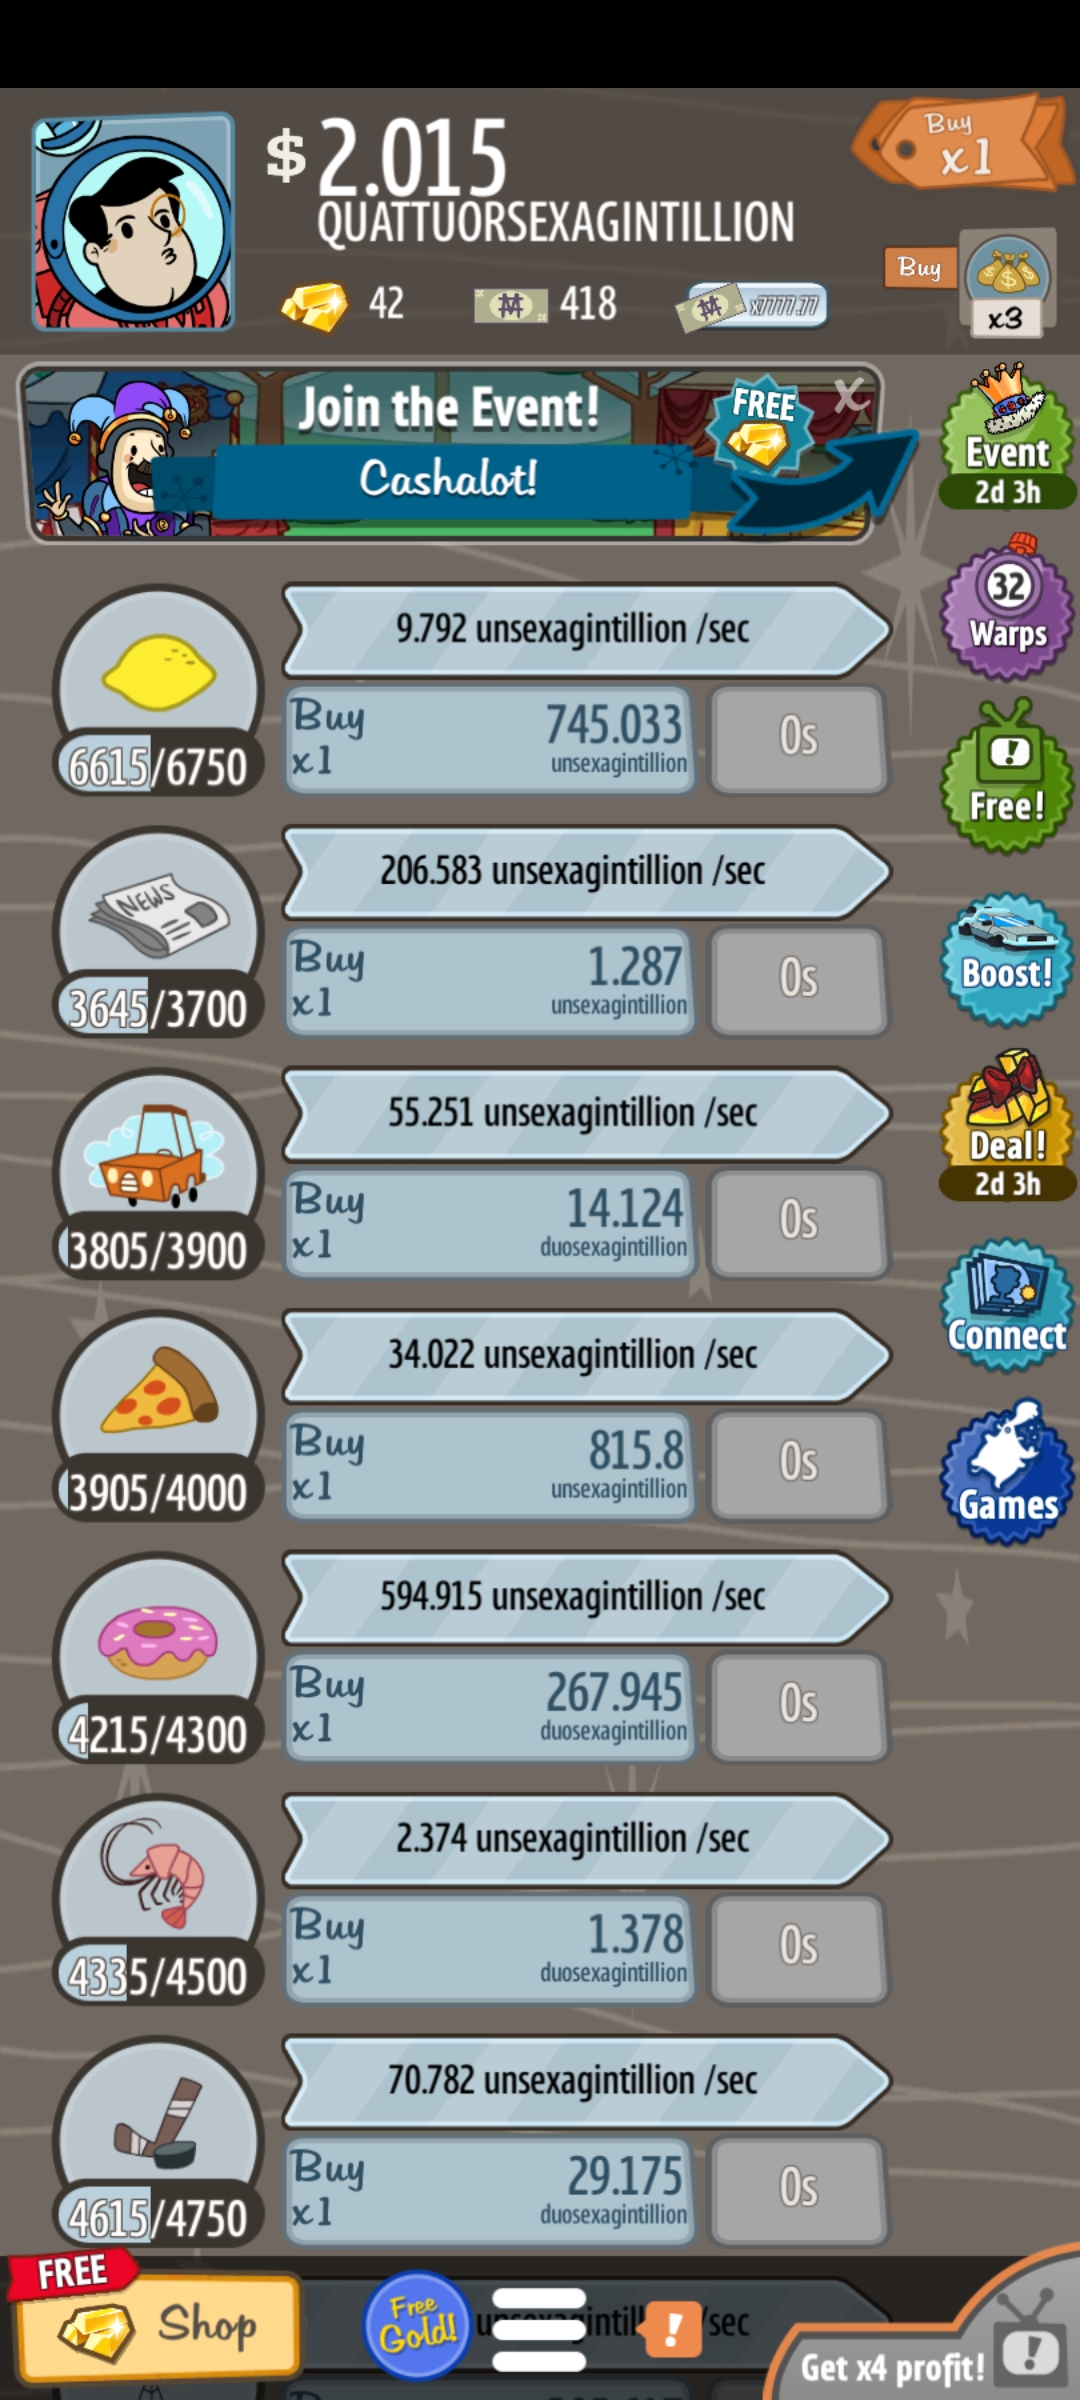 $ 2.015
QUATTUORSEXAGINTILLION
Buy
x1
42
418
x7777.77
Buy
x3
Join the Event!
Cashalot!
FREE
X
Event
2d 3h
9.792 unsexagintillion /sec
Buy
x1
745.033
unsexagintillion
0s
6615/6750
32
Warps
Free!
206.583 unsexagintillion /sec
NEWS
Buy
x1
1.287
unsexagintillion
0s
3645/3700
Boost!
55.251 unsexagintillion /sec
Buy
x1
14.124
duosexagintillion
0s
3805/3900
Deal!
2d 3h
34.022 unsexagintillion /sec
Buy
x1
815.8
unsexagintillion
0s
3905/4000
Connect
Games
594.915 unsexagintillion /sec
Buy
x1
267.945
duosexagintillion
0s
4215/4300
2.374 unsexagintillion /sec
Buy
x1
1.378
duosexagintillion
0s
4335/4500
70.782 unsexagintillion /sec
Buy
x1
29.175
duosexagintillion
0s
4615/4750
FREE
Shop
Free
Gold!
/sec
!
Get x4 profit!